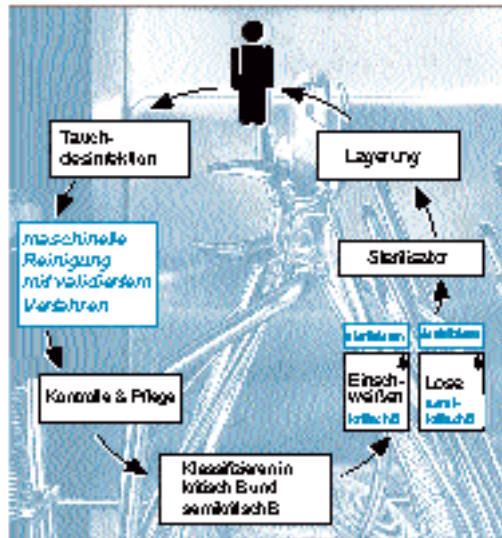 Tauch-
desinfektion
Lagerung
maschinelle
Reinigung
mit validiertem
Verfahren
Sterilisator
Kontrolle & Pflege
Einsch-
weißen
kritisch B
Lose
semi-
kritisch B
Klassifizieren in
kritisch B und
semikritisch B